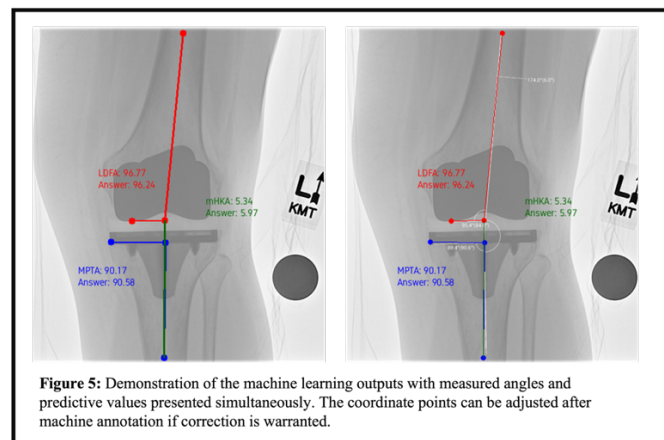 LDFA: 96.77
Answer: 96.24
mHKA: 5.34
Answer: 5.97
MPTA: 90.17
Answer: 90.58
L
KMT
LDFA: 96.77
Answer: 96.24
mHKA: 5.34
Answer: 5.97
MPTA: 90.17
Answer: 90.58
L
KMT
Figure 5: Demonstration of the machine learning outputs with measured angles and
predictive values presented simultaneously. The coordinate points can be adjusted after
machine annotation if correction is warranted.